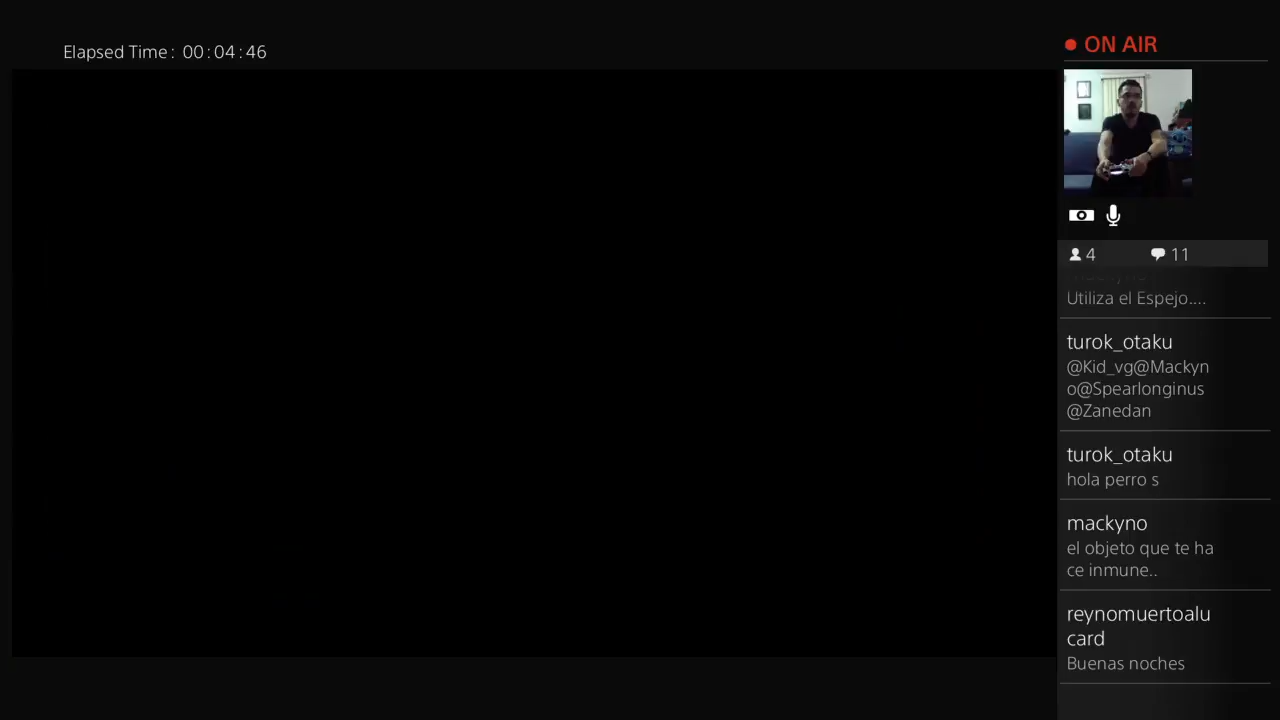 Elapsed Time: 00:04:46
ON AIR
4 11
Utiliza el Espejo....
turok_otaku
@Kid_vg@Mackyn
o@Spearlonginus
@Zanedan
turok_otaku
hola perro s
mackyno
el objeto que te ha
ce inmune..
reynomuertoalu
card
Buenas noches